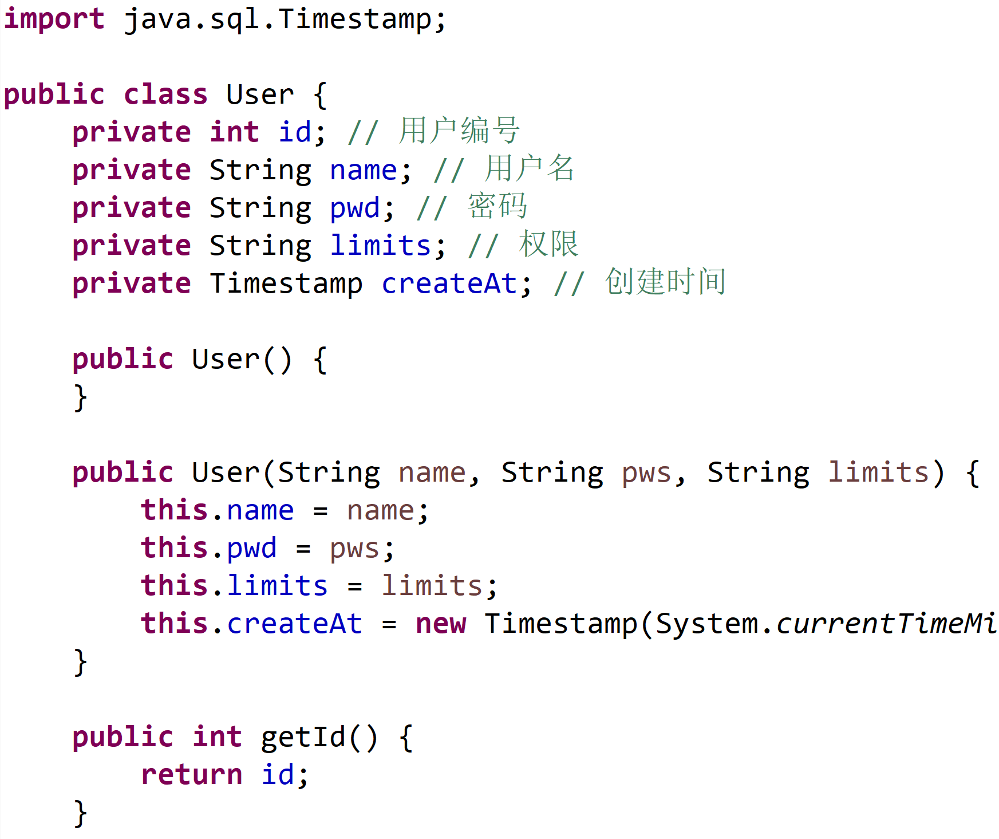 import java.sql.Timestamp;
public class User {
private int id; // 用户编号
private String name; // 用户名
private String pwd; // 密码
private String limits; // 权限
private Timestamp createAt; // 创建时间
public User() {
}
public User(String name, String pws, String limits) {
this.name = name;
this.pwd = pws;
this.limits = limits;
this.createAt = new Timestamp(System.currentTimeMi
}
public int getId() {
return id;
}